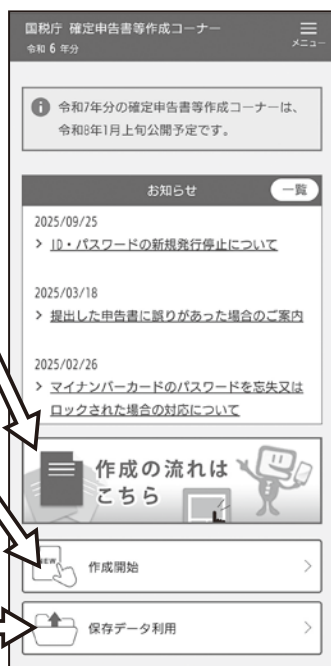 国税庁 確定申告書等作成コーナー
令和 6 年分
メニュー
令和7年分の確定申告書等作成コーナーは、
令和8年1月上旬公開予定です。
お知らせ
一覧
2025/09/25
> ID・パスワードの新規発行停止について
2025/03/18
> 提出した申告書に誤りがあった場合のご案内
2025/02/26
> マイナンバーカードのパスワードを忘失又は
ロックされた場合の対応について
作成の流れは
こちら
NEW
作成開始
保存データ利用